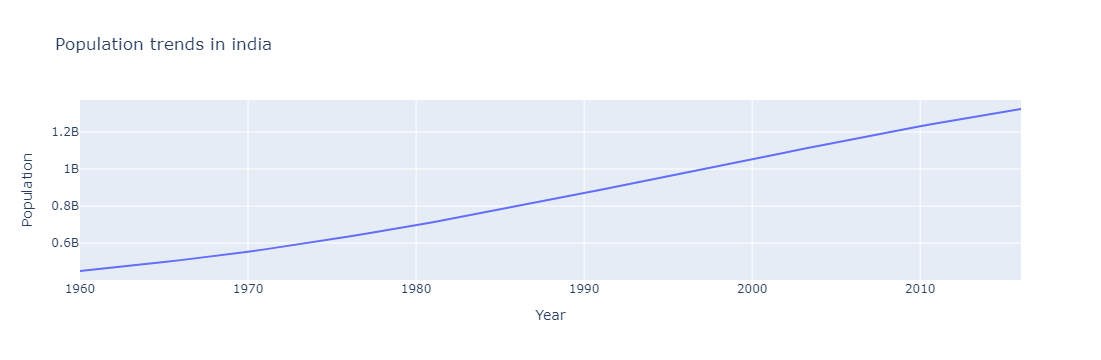 Population trends in india
Population
1.2B
1B
0.8B
0.6B
1960 1970 1980 1990 2000 2010
Year